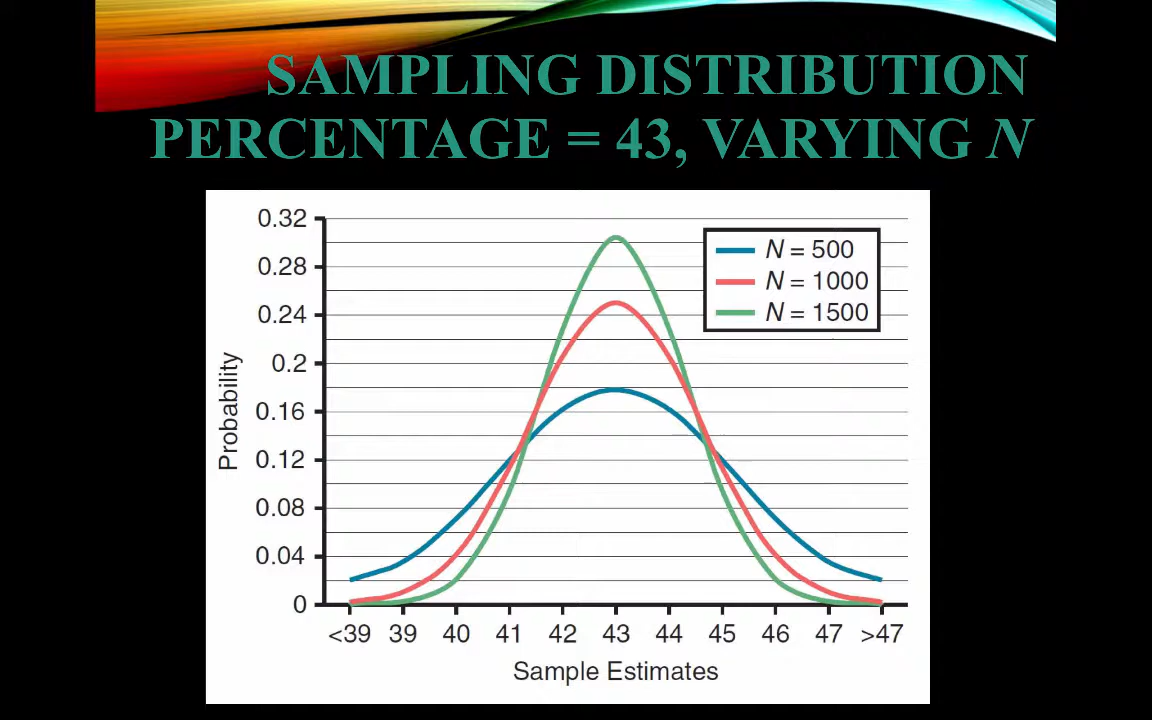 SAMPLING DISTRIBUTION
PERCENTAGE = 43, VARYING N
0.32
0.28
0.24
0.2
0.16
0.12
0.08
0.04
0
Probability
N = 500
N = 1000
N = 1500
<39 39 40 41 42 43 44 45 46 47 >47
Sample Estimates